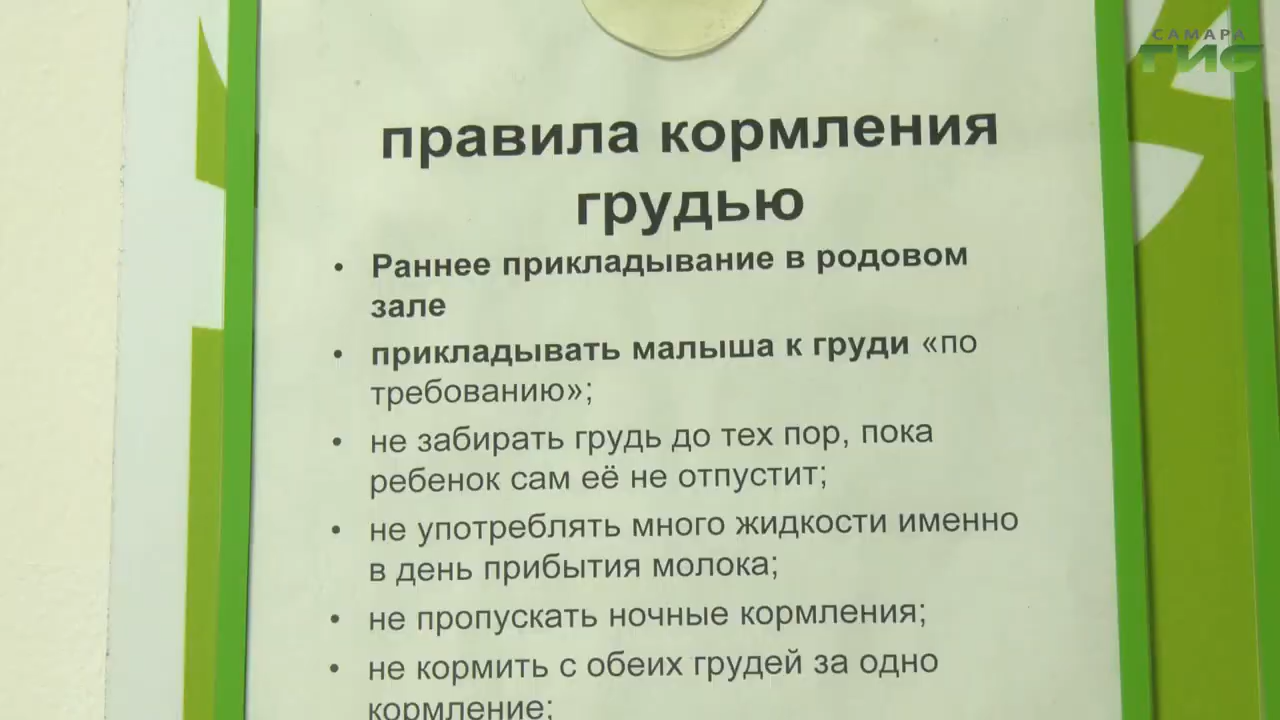 САМАРА
ГИС
правила кормления
грудью
• Раннее прикладывание в родовом
зале
• прикладывать малыша к груди «по
требованию»;
• не забирать грудь до тех пор, пока
ребенок сам её не отпустит;
• не употреблять много жидкости именно
в день прибытия молока;
• не пропускать ночные кормления;
• не кормить с обеих грудей за одно
кормление;